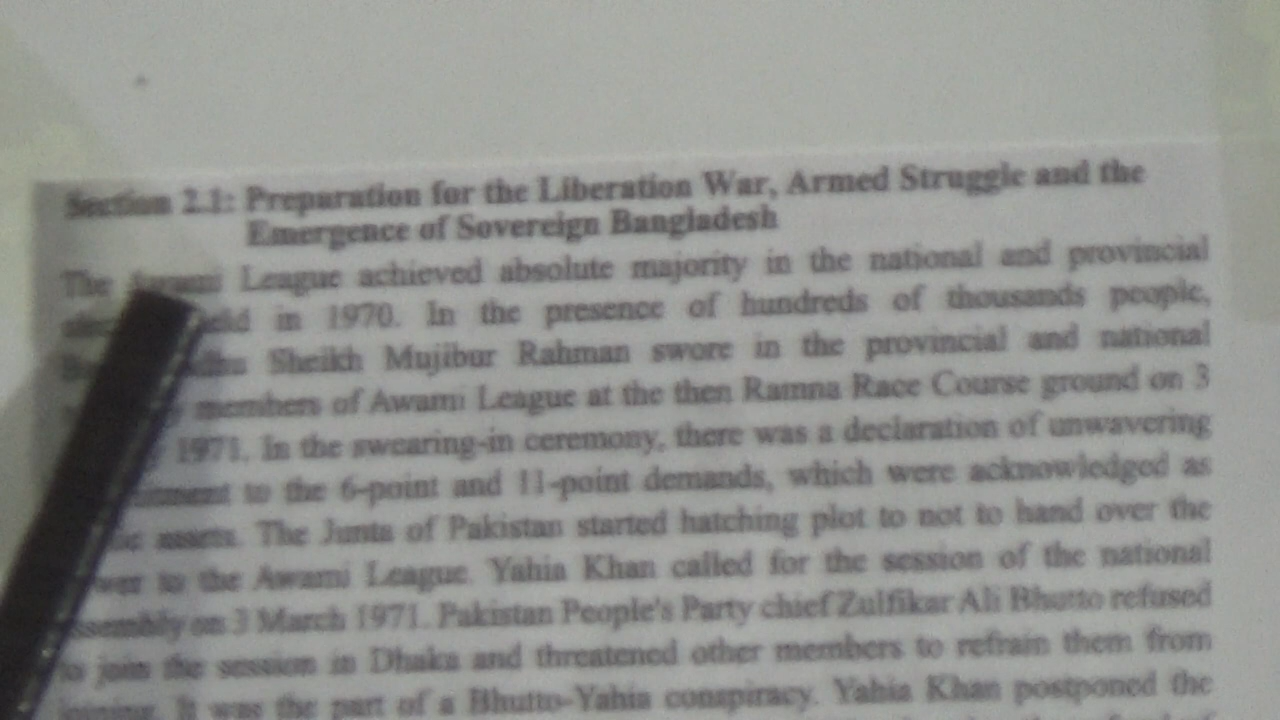 Section 2.1: Preparation for the Liberation War, Armed Struggle and the
Emergence of Sovereign Bangladesh
The Awami League achieved absolute majority in the national and provincial
in 1970. In the presence of hundreds of thousands people,
Sheikh Mujibur Rahman swore in the provincial and national
members of Awami League at the then Ramna Race Course ground on 3
1971. In the swearing-in ceremony, there was a declaration of unwavering
to the 6-point and 11-point demands, which were acknowledged as
assets. The Junta of Pakistan started hatching plot to not to hand over the
to the Awami League. Yahia Khan called for the session of the national
assembly on 3 March 1971. Pakistan People's Party chief Zulfikar Ali Bhutto refused
to join the session in Dhaka and threatened other members to refrain them from
It was the part of a Bhutto-Yahia conspiracy. Yahia Khan postponed the